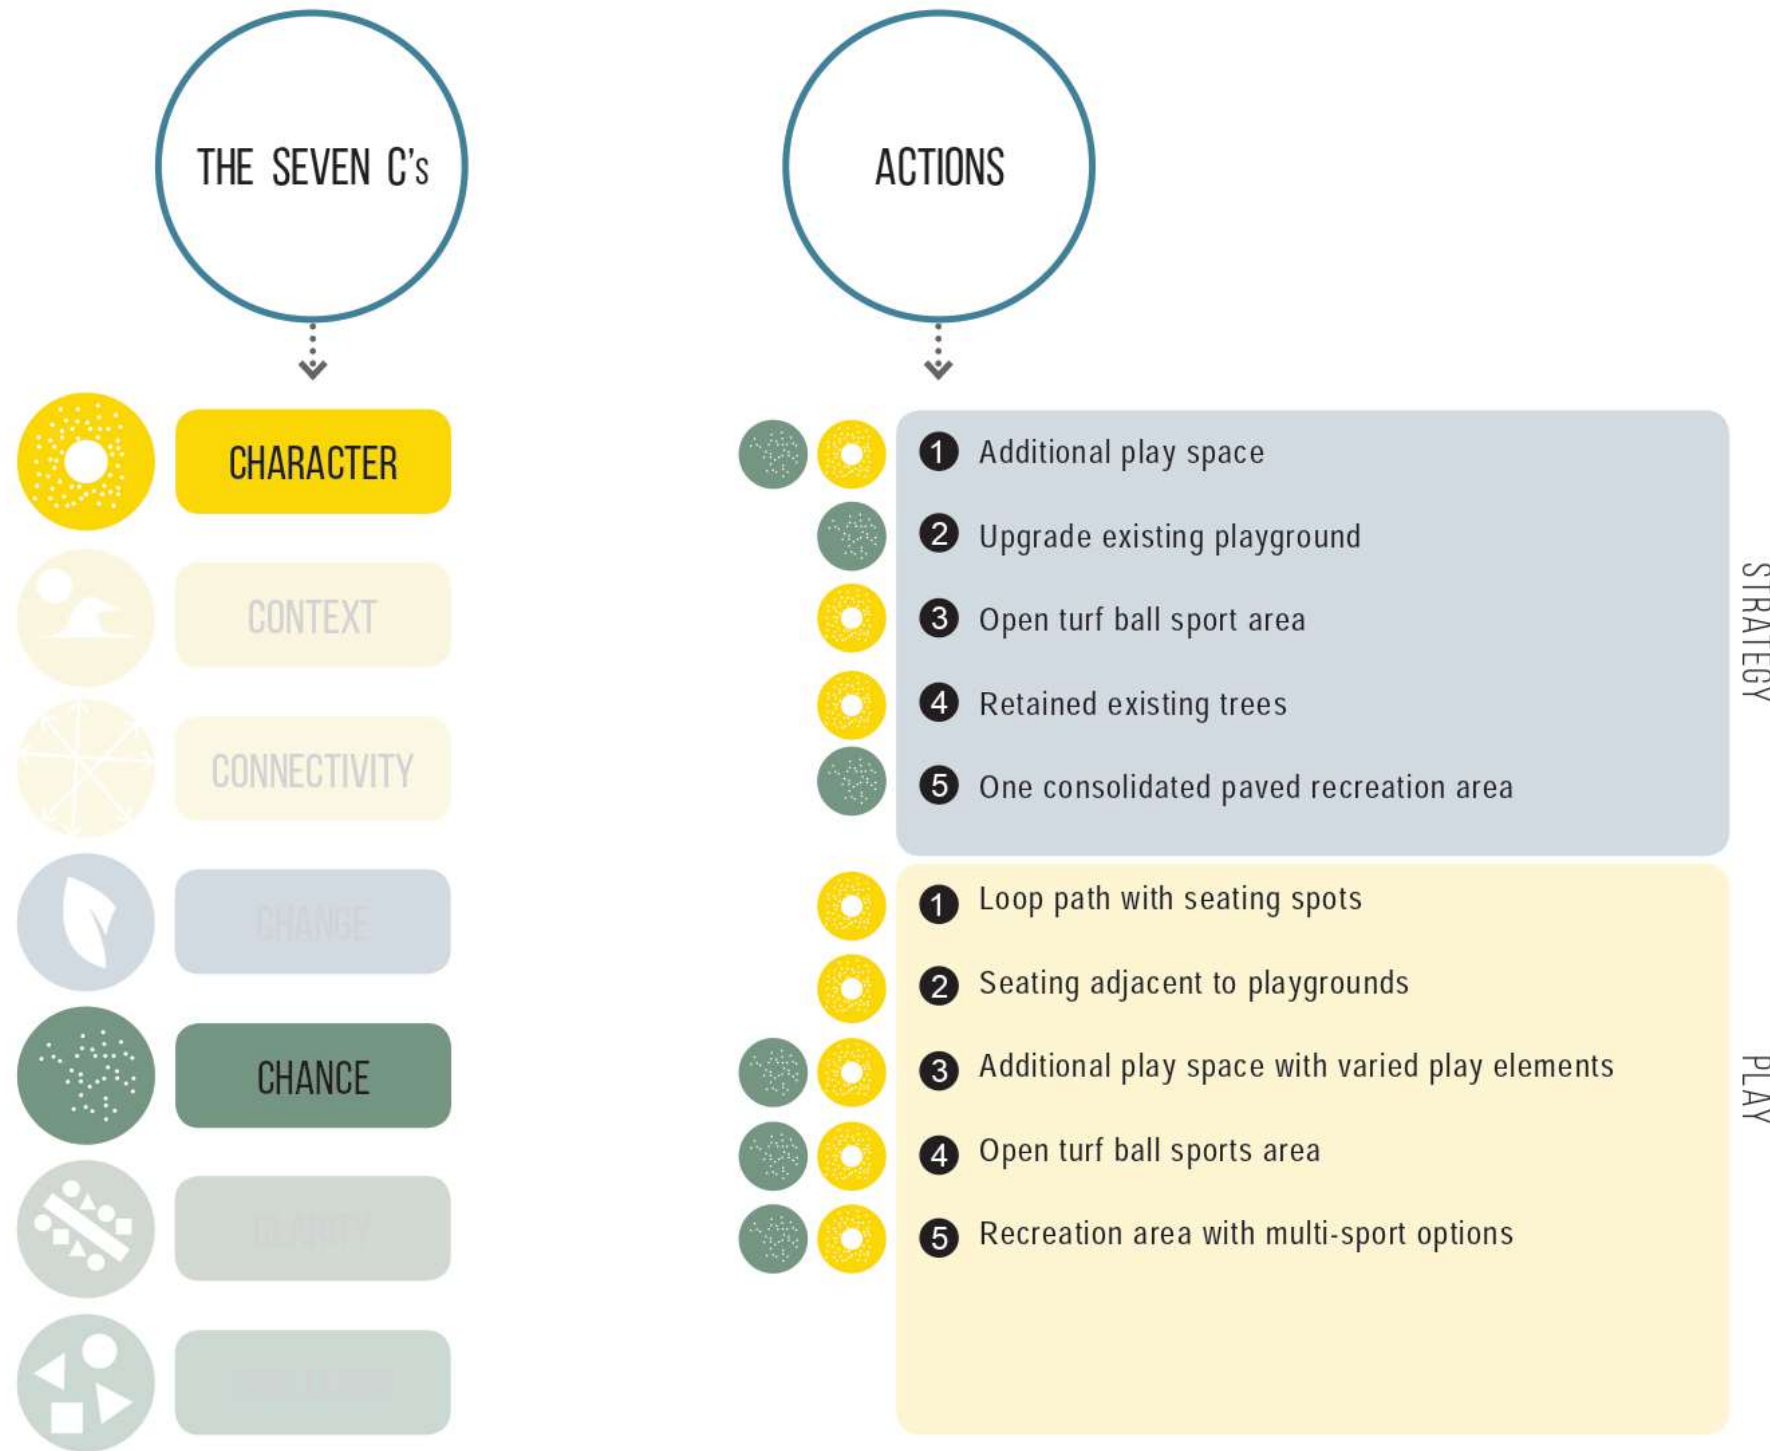 THE SEVEN C's
ACTIONS
CHARACTER
CONTEXT
CONNECTIVITY
CHANGE
CHANCE
CLARITY
1 Additional play space
2 Upgrade existing playground
3 Open turf ball sport area
4 Retained existing trees
5 One consolidated paved recreation area
STRATEGY
1 Loop path with seating spots
2 Seating adjacent to playgrounds
3 Additional play space with varied play elements
4 Open turf ball sports area
5 Recreation area with multi-sport options
PLAY